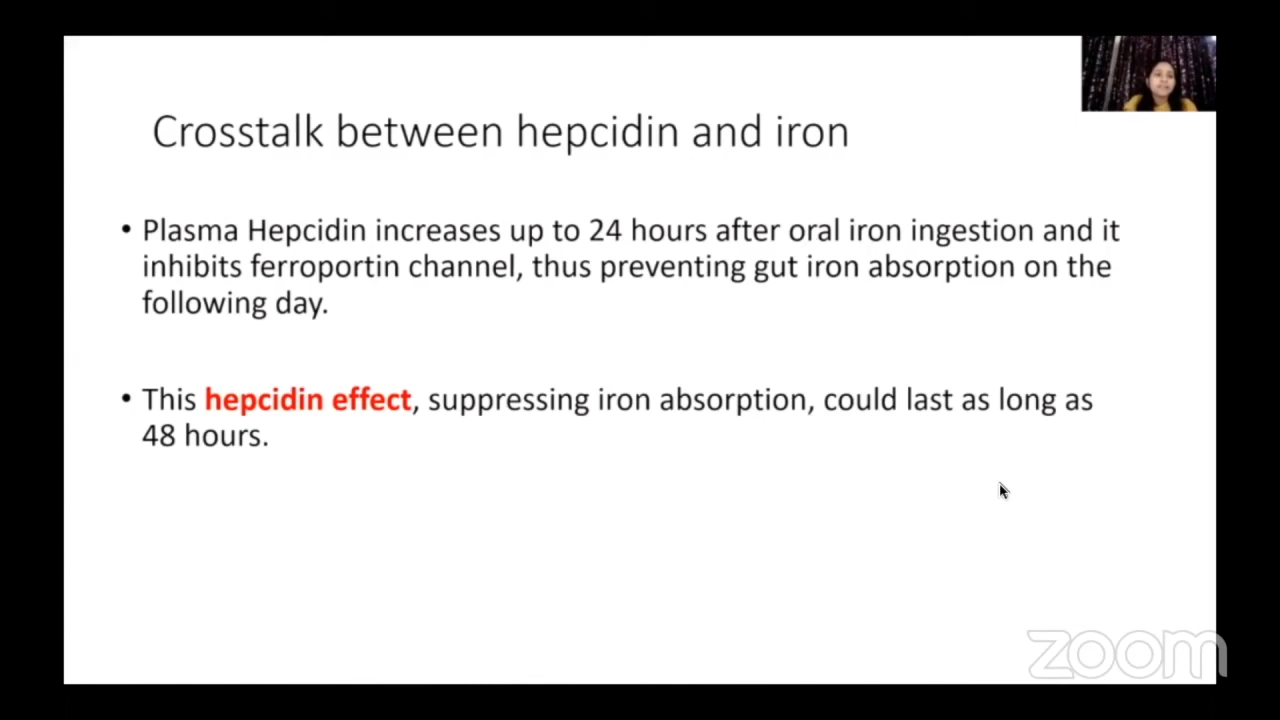 Crosstalk between hepcidin and iron
• Plasma Hepcidin increases up to 24 hours after oral iron ingestion and it
inhibits ferroportin channel, thus preventing gut iron absorption on the
following day.
• This hepcidin effect, suppressing iron absorption, could last as long as
48 hours.
zoom